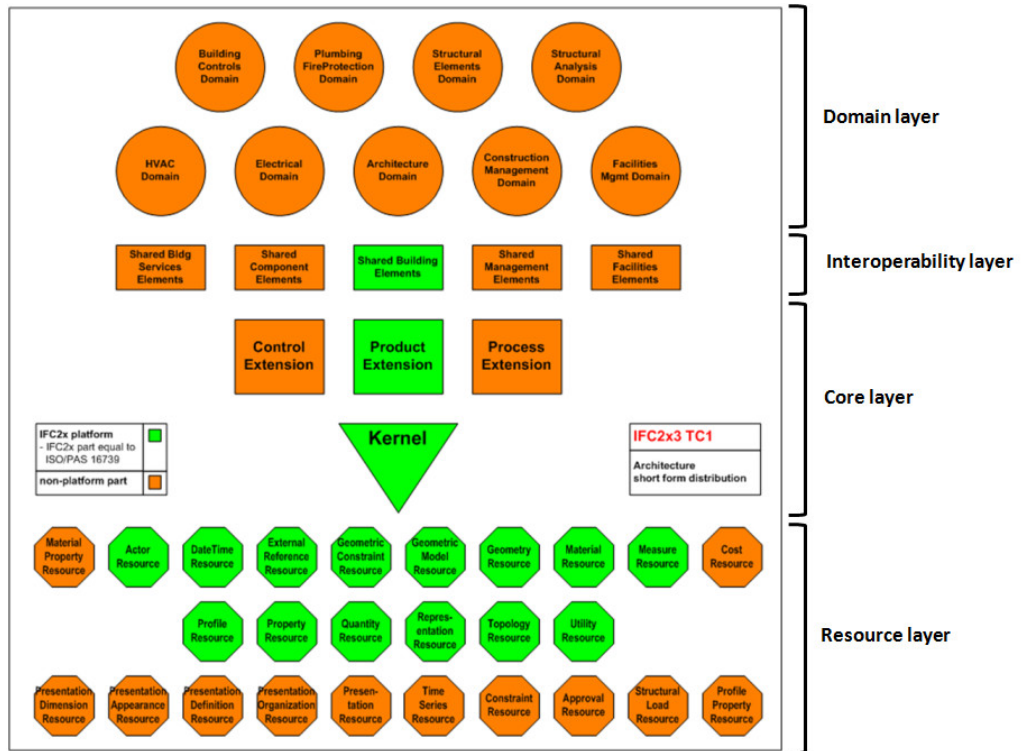 Building
Controls
Domain
Plumbing
FireProtection
Domain
Structural
Elements
Domain
Structural
Analysis
Domain
Domain layer
HVAC
Domain
Electrical
Domain
Architecture
Domain
Construction
Management
Domain
Facilities
Mgmt Domain
Shared Bldg
Services
Elements
Shared
Component
Elements
Shared Building
Elements
Shared
Management
Elements
Shared
Facilities
Elements
Interoperability layer
Control
Extension
Product
Extension
Process
Extension
Core layer
IFC2x platform
- IFC2x part equal to
ISO/PAS 16739
non-platform part
Kernel
IFC2x3 TC1
Architecture
short form distribution
Material
Property
Resource
Actor
Resource
DateTime
Resource
External
Reference
Resource
Geometric
Constraint
Resource
Geometric
Model
Resource
Geometry
Resource
Material
Resource
Measure
Resource
Cost
Resource
Profile
Resource
Property
Resource
Quantity
Resource
Repres-
entation
Resource
Topology
Resource
Utility
Resource
Resource layer
Presentation
Dimension
Resource
Presentation
Appearance
Resource
Presentation
Definition
Resource
Presentation
Organization
Resource
Presen-
tation
Resource
Time
Series
Resource
Constraint
Resource
Approval
Resource
Structural
Load
Resource
Profile
Property
Resource